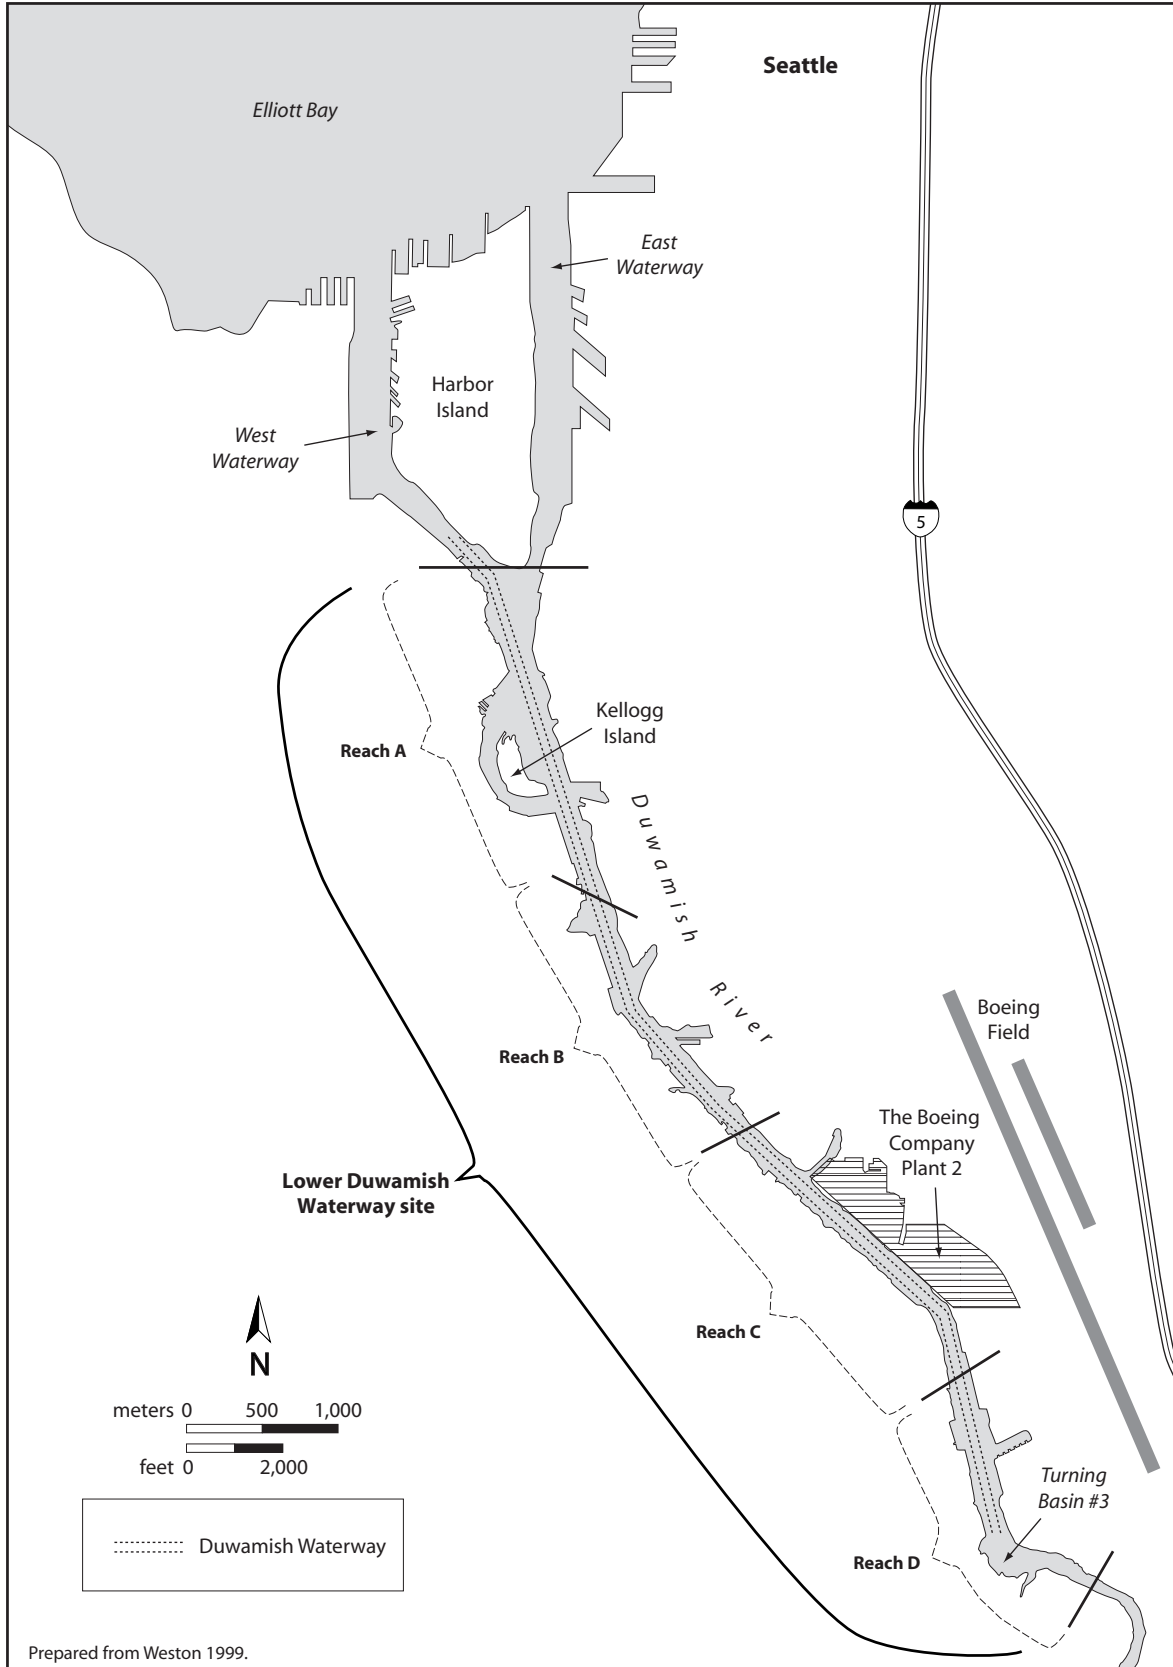 Seattle
Elliott Bay
East
Waterway
Harbor
Island
West
Waterway
5
Kellogg
Island
Reach A
Duwamish
River
Boeing
Field
Reach B
The Boeing
Company
Plant 2
Lower Duwamish
Waterway site
Reach C
N
meters 0 500 1,000
feet 0 2,000
Turning
Basin #3
Duwamish Waterway
Reach D
Prepared from Weston 1999.